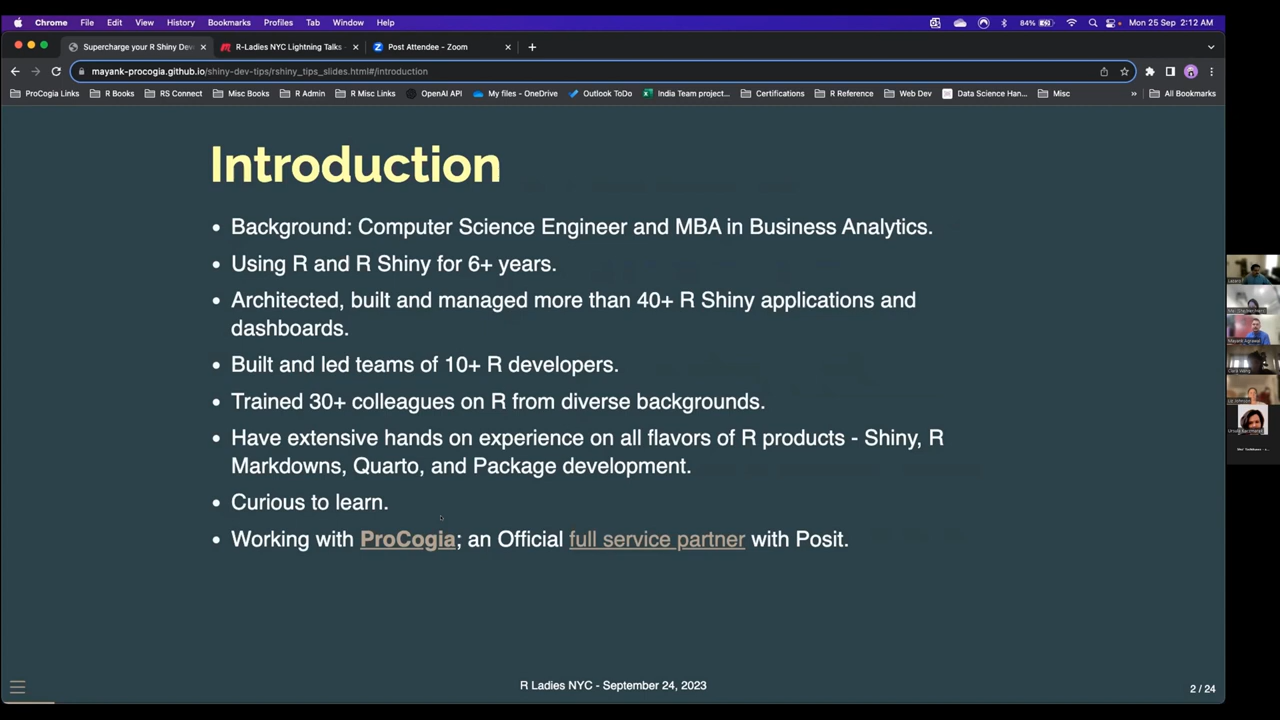 Chrome File Edit View History Bookmarks Profiles Tab Window Help 84% Mon 25 Sep 2:12 AM
Supercharge your R Shiny Dev R-Ladies NYC Lightning Talks - Post Attendee - Zoom
mayank-procogia.github.io/shiny-dev-tips/rshiny_tips_slides.html#/introduction
ProCogia Links R Books RS Connect Misc Books R Admin R Misc Links OpenAI API My files - OneDrive Outlook ToDo India Team project... Certifications R Reference Web Dev Data Science Han... Misc » All Bookmarks
Introduction
• Background: Computer Science Engineer and MBA in Business Analytics.
• Using R and R Shiny for 6+ years.
• Architected, built and managed more than 40+ R Shiny applications and
dashboards.
• Built and led teams of 10+ R developers.
• Trained 30+ colleagues on R from diverse backgrounds.
• Have extensive hands on experience on all flavors of R products - Shiny, R
Markdowns, Quarto, and Package development.
• Curious to learn.
• Working with ProCogia; an Official full service partner with Posit.
R Ladies NYC - September 24, 2023
2 / 24